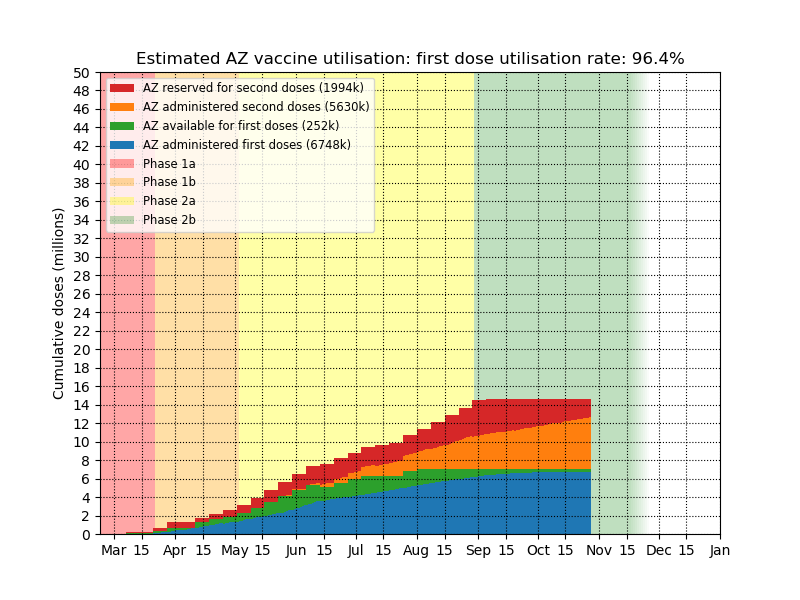 Estimated AZ vaccine utilisation: first dose utilisation rate: 96.4%
Cumulative doses (millions)
50
48
46
44
42
40
38
36
34
32
30
28
26
24
22
20
18
16
14
12
10
8
6
4
2
0
AZ reserved for second doses (1994k)
AZ administered second doses (5630k)
AZ available for first doses (252k)
AZ administered first doses (6748k)
Phase 1a
Phase 1b
Phase 2a
Phase 2b
Mar 15 Apr 15 May 15 Jun 15 Jul 15 Aug 15 Sep 15 Oct 15 Nov 15 Dec 15 Jan